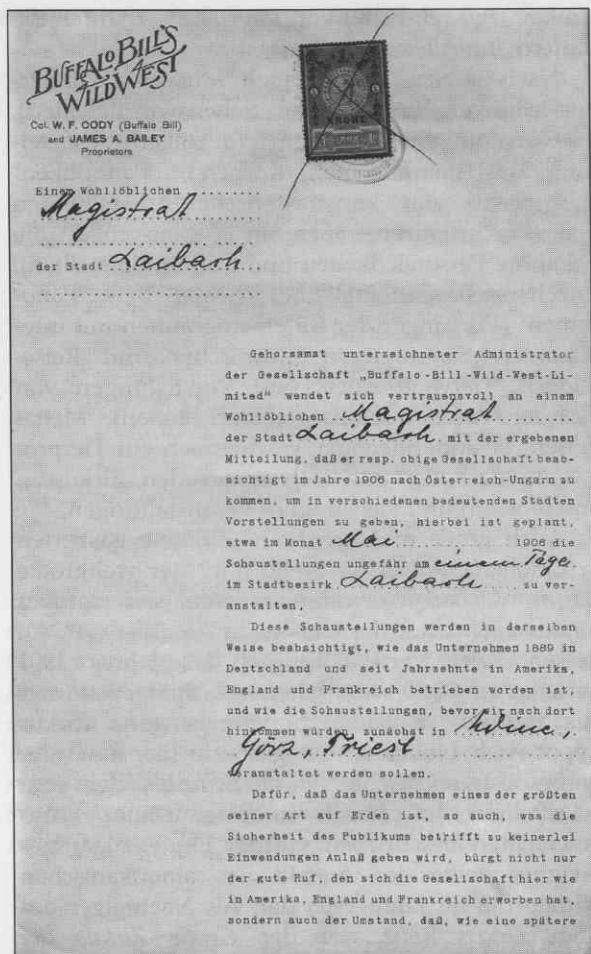 BUFFALO BILL'S
WILD WEST
Col. W. F. CODY (Buffalo Bill)
and JAMES A. BAILEY
Proprietors
KRONE
Einem Wohllöblichen ........
Magistrat
der Stadt Laibach
Gehorsamst unterzeichneter Administrator
der Gesellschaft „Buffalo-Bill-Wild-West-Li-
mited" wendet sich vertrauensvoll an einem
Wohllöblichen Magistrat
der Stadt Laibach mit der ergebenen
Mitteilung, daß er resp. obige Gesellschaft beab-
sichtigt im Jahre 1906 nach Österreich-Ungarn zu
kommen, um in verschiedenen bedeutenden Städten
Vorstellungen zu geben, hierbei ist geplant,
etwa im Monat Mai 1906 die
Schaustellungen ungefähr am einem Tage
im Stadtbezirk Laibach zu ver-
anstalten.
Diese Schaustellungen werden in derselben
Weise beabsichtigt, wie das Unternehmen 1889 in
Deutschland und seit Jahrzehnte in Amerika,
England und Frankreich betrieben worden ist,
und wie die Schaustellungen, bevor wir nach dort
hinkommen würden, zunächst in Udine,
Görz, Triest
veranstaltet werden sollen.
Dafür, daß das Unternehmen eines der größten
seiner Art auf Erden ist, so auch, was die
Sicherheit des Publikums betrifft zu keinerlei
Einwendungen Anlaß geben wird, bürgt nicht nur
der gute Ruf, den sich die Gesellschaft hier wie
in Amerika, England und Frankreich erworben hat,
sondern auch der Umstand, daß, wie eine spätere